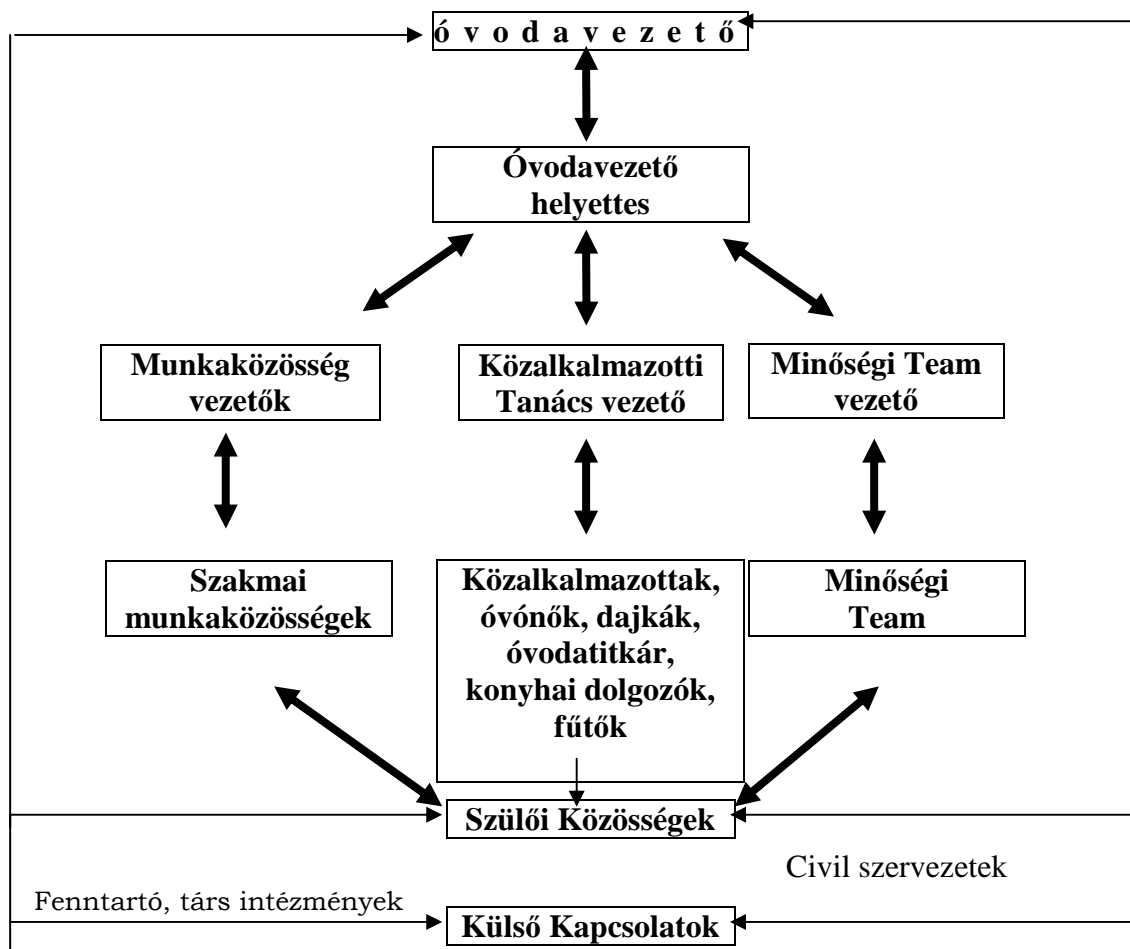 óvodavezető
Óvodavezető
helyettes
Munkaközösség
vezetők
Közalkalmazotti
Tanács vezető
Minőségi Team
vezető
Szakmai
munkaközösségek
Közalkalmazottak,
óvónők, dajkák,
óvodatitkár,
konyhai dolgozók,
fűtők
Minőségi
Team
Szülői Közösségek
Civil szervezetek
Fenntartó, társ intézmények
Külső Kapcsolatok